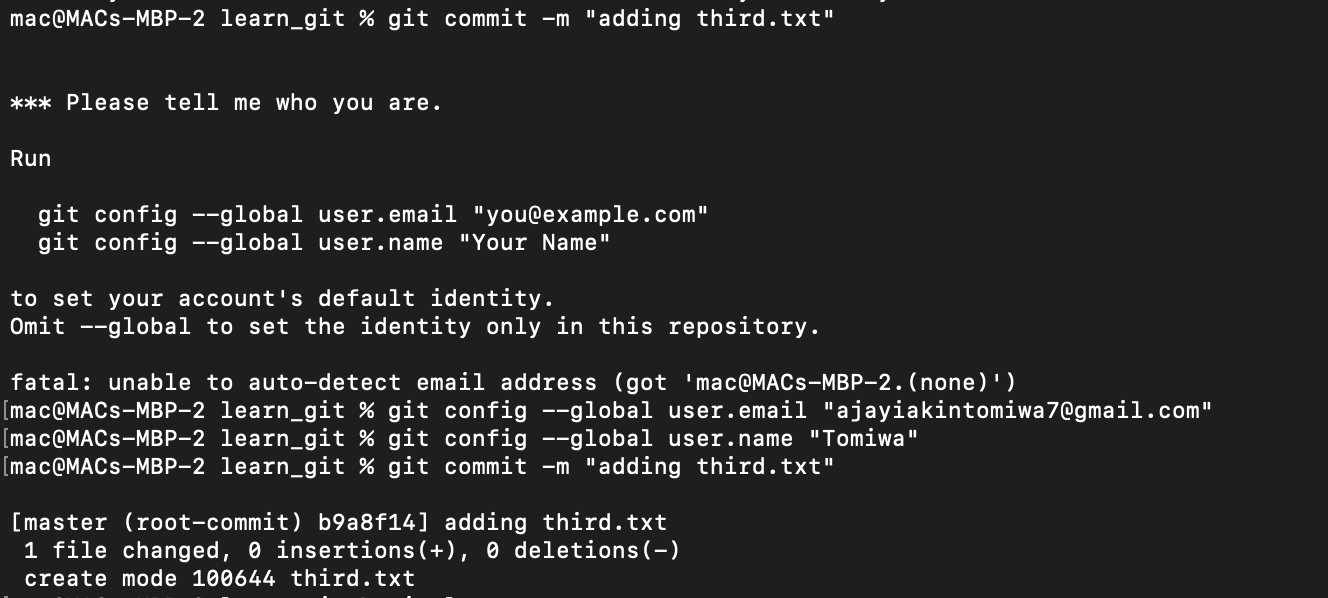 mac@MACs-MBP-2 learn_git % git commit -m "adding third.txt"
*** Please tell me who you are.
Run
git config --global user.email "you@example.com"
git config --global user.name "Your Name"
to set your account's default identity.
Omit --global to set the identity only in this repository.
fatal: unable to auto-detect email address (got 'mac@MACs-MBP-2.(none)')
[mac@MACs-MBP-2 learn_git % git config --global user.email "ajayiakintomiwa7@gmail.com"
[mac@MACs-MBP-2 learn_git % git config --global user.name "Tomiwa"
[mac@MACs-MBP-2 learn_git % git commit -m "adding third.txt"
[master (root-commit) b9a8f14] adding third.txt
1 file changed, 0 insertions(+), 0 deletions(-)
create mode 100644 third.txt